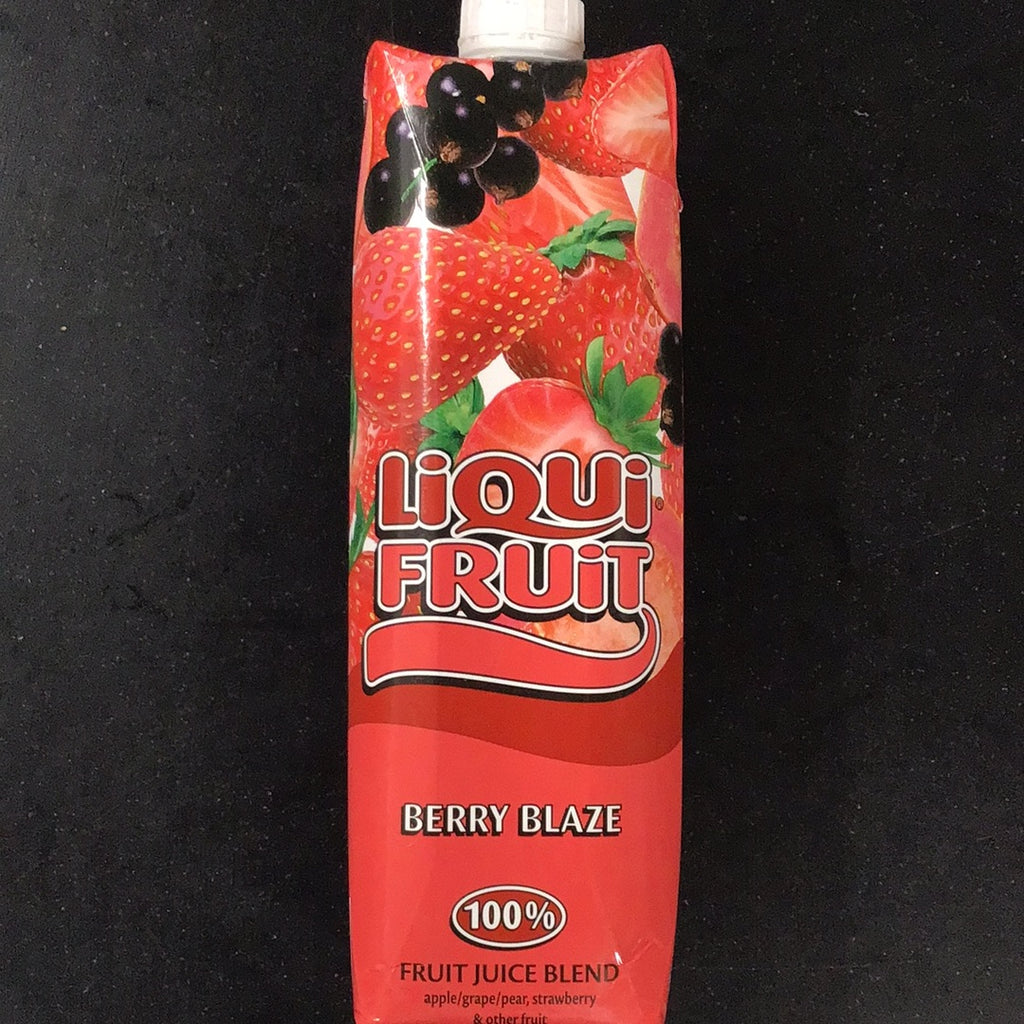 LiQUi
FRUiT
BERRY BLAZE
100%
FRUIT JUICE BLEND
apple/grape/pear, strawberry
& other fruit